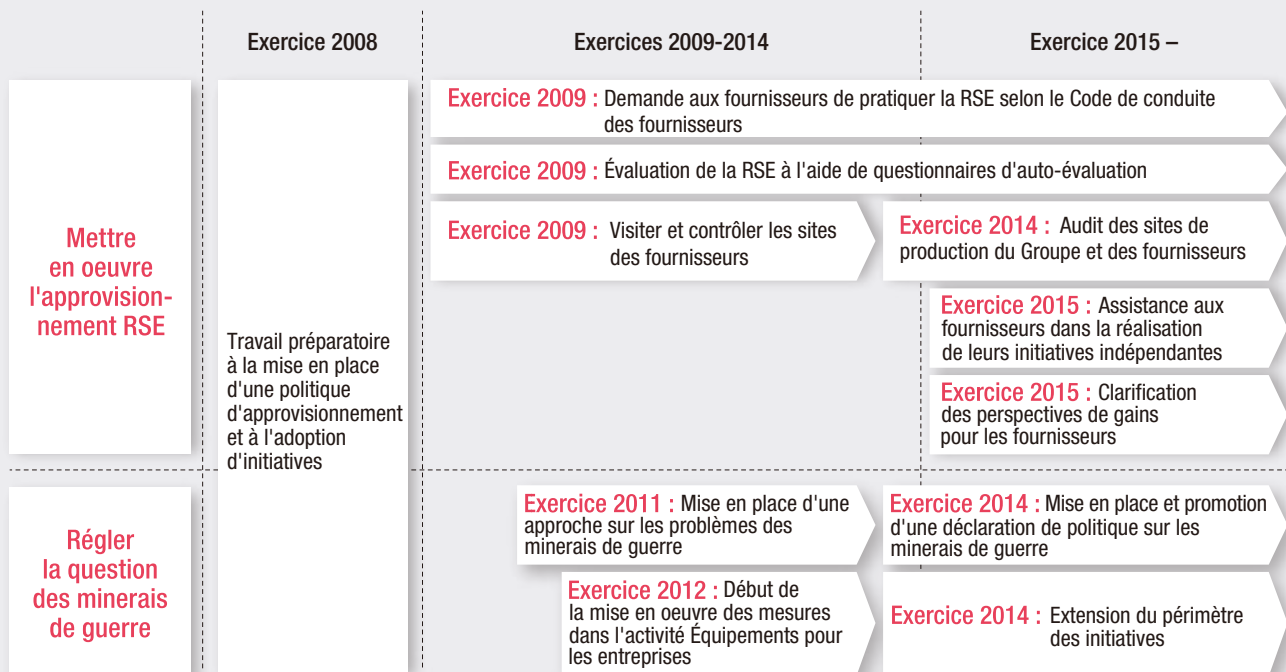 Exercice 2008
Exercices 2009-2014
Exercice 2015 –
Mettre
en oeuvre
l'approvision-
nement RSE
Travail préparatoire
à la mise en place
d'une politique
d'approvisionnement
et à l'adoption
d'initiatives
Exercice 2009 : Demande aux fournisseurs de pratiquer la RSE selon le Code de conduite
des fournisseurs
Exercice 2009 : Évaluation de la RSE à l'aide de questionnaires d'auto-évaluation
Exercice 2009 : Visiter et contrôler les sites
des fournisseurs
Exercice 2014 : Audit des sites de
production du Groupe et des fournisseurs
Exercice 2015 : Assistance aux
fournisseurs dans la réalisation
de leurs initiatives indépendantes
Exercice 2015 : Clarification
des perspectives de gains
pour les fournisseurs
Régler
la question
des minerais
de guerre
Exercice 2011 : Mise en place d'une
approche sur les problèmes des
minerais de guerre
Exercice 2014 : Mise en place et promotion
d'une déclaration de politique sur les
minerais de guerre
Exercice 2012 : Début de
la mise en oeuvre des mesures
dans l'activité Équipements pour
les entreprises
Exercice 2014 : Extension du périmètre
des initiatives